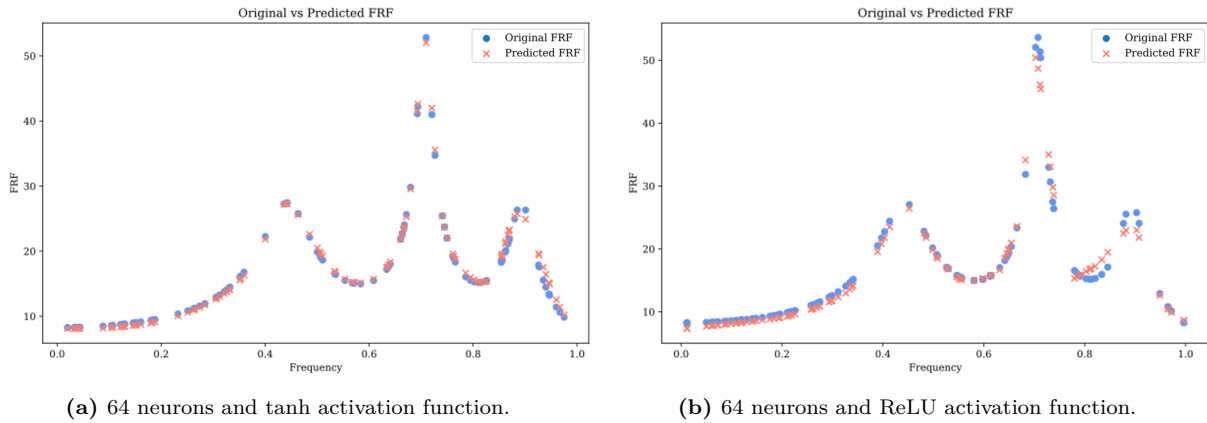 Original vs Predicted FRF
Original FRF
Predicted FRF
50
40
30
20
10
FRF
0.0
0.2
0.4
0.6
0.8
1.0
Frequency
(a) 64 neurons and tanh activation function.
Original vs Predicted FRF
Original FRF
Predicted FRF
50
40
30
20
10
FRF
0.0
0.2
0.4
0.6
0.8
1.0
Frequency
(b) 64 neurons and ReLU activation function.